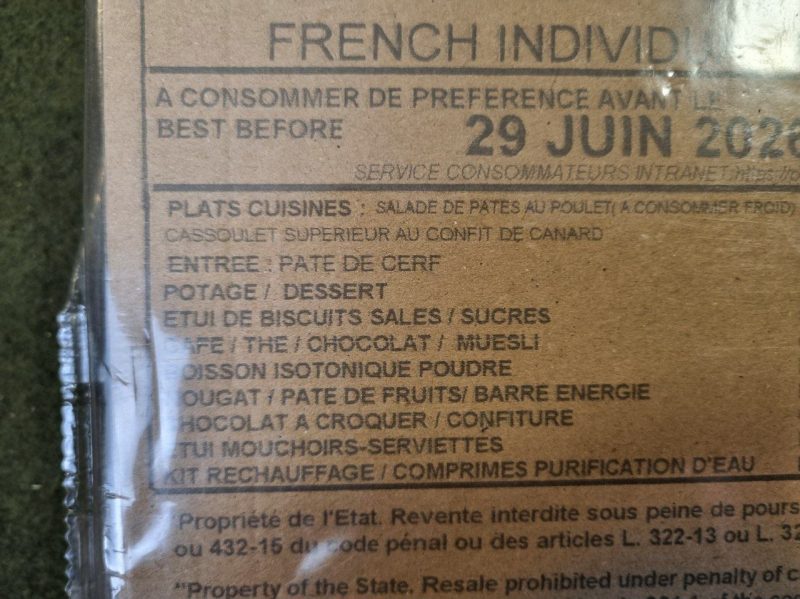 FRENCH INDIVIDU
A CONSOMMER DE PREFERENCE AVANT LE
BEST BEFORE 29 JUIN 2026
SERVICE CONSOMMATEURS INTRANET:https://p
PLATS CUISINES : SALADE DE PATES AU POULET( A CONSOMMER FROID)
CASSOULET SUPERIEUR AU CONFIT DE CANARD
ENTREE : PATE DE CERF
POTAGE / DESSERT
ETUI DE BISCUITS SALES / SUCRES
CAFE / THE / CHOCOLAT / MUESLI
BOISSON ISOTONIQUE POUDRE
NOUGAT / PATE DE FRUITS/ BARRE ENERGIE
CHOCOLAT A CROQUER / CONFITURE
ETUI MOUCHOIRS-SERVIETTES
KIT RECHAUFFAGE / COMPRIMES PURIFICATION D'EAU
*Propriété de l'Etat. Revente interdite sous peine de pours
ou 432-15 du code pénal ou des articles L. 322-13 ou L. 32
**Property of the State. Resale prohibited under penalty of c